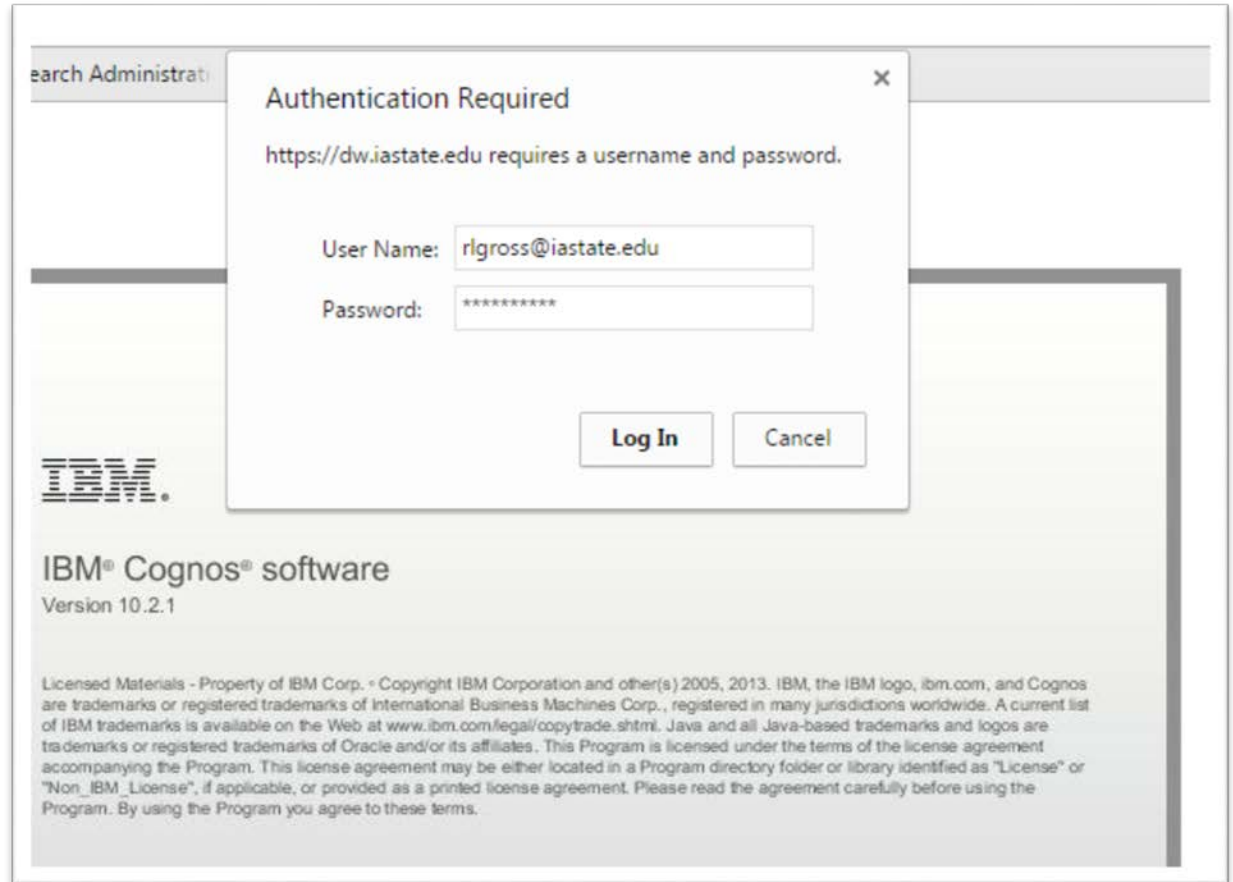 earch Administrati
Authentication Required
×
https://dw.iastate.edu requires a username and password.
User Name: rlgross@iastate.edu
Password: **********
Log In Cancel
IBM.
IBM® Cognos® software
Version 10.2.1
Licensed Materials - Property of IBM Corp. © Copyright IBM Corporation and other(s) 2005, 2013. IBM, the IBM logo, ibm.com, and Cognos
are trademarks or registered trademarks of International Business Machines Corp., registered in many jurisdictions worldwide. A current list
of IBM trademarks is available on the Web at www.ibm.com/legal/copytrade.shtml. Java and all Java-based trademarks and logos are
trademarks or registered trademarks of Oracle and/or its affiliates. This Program is licensed under the terms of the license agreement
accompanying the Program. This license agreement may be either located in a Program directory folder or library identified as "License" or
"Non_IBM_License", if applicable, or provided as a printed license agreement. Please read the agreement carefully before using the
Program. By using the Program you agree to these terms.